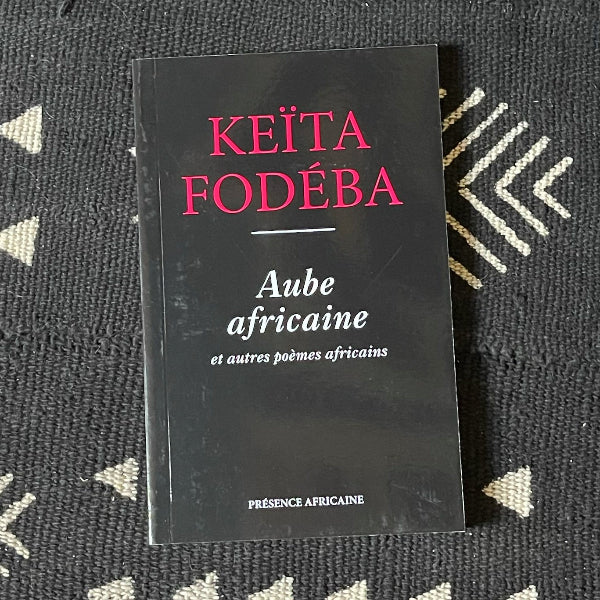 KEÏTA
FODÉBA
Aube
africaine
et autres poèmes africains
PRÉSENCE AFRICAINE